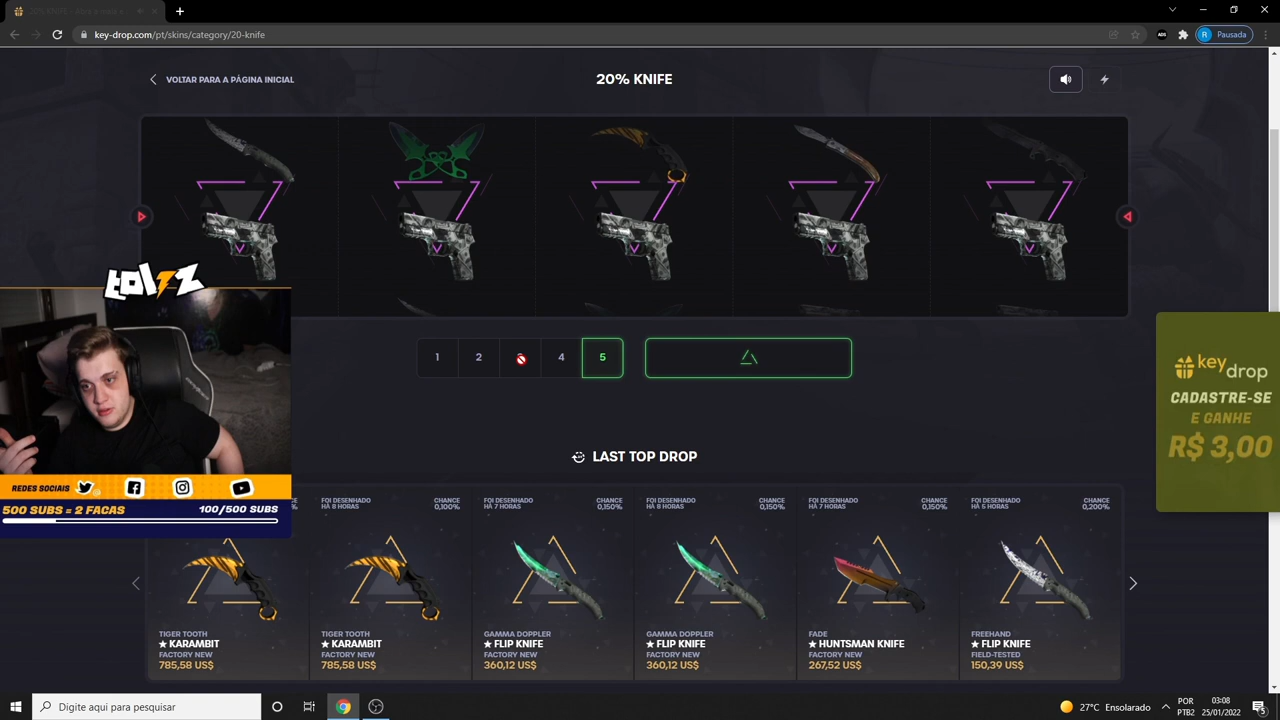 key-drop.com/pt/skins/category/20-knife
Pausada
VOLTAR PARA A PÁGINA INICIAL
20% KNIFE
tolzz
1 2 4 5
keydrop
CADASTRE-SE
E GANHE
R$ 3,00
LAST TOP DROP
REDES SOCIAIS
500 SUBS = 2 FACAS 100/500 SUBS
FOI DESENHADO CHANCE
HÁ 8 HORAS 0,100%
FOI DESENHADO CHANCE
HÁ 7 HORAS 0,150%
FOI DESENHADO CHANCE
HÁ 8 HORAS 0,150%
FOI DESENHADO CHANCE
HÁ 7 HORAS 0,150%
FOI DESENHADO CHANCE
HÁ 5 HORAS 0,200%
TIGER TOOTH
★ KARAMBIT
FACTORY NEW
785,58 US$
TIGER TOOTH
★ KARAMBIT
FACTORY NEW
785,58 US$
GAMMA DOPPLER
★ FLIP KNIFE
FACTORY NEW
360,12 US$
GAMMA DOPPLER
★ FLIP KNIFE
FACTORY NEW
360,12 US$
FADE
★ HUNTSMAN KNIFE
FACTORY NEW
267,52 US$
FREEHAND
★ FLIP KNIFE
FIELD-TESTED
150,39 US$
Digite aqui para pesquisar
27°C Ensolarado
POR
PTB2
03:08
25/01/2022